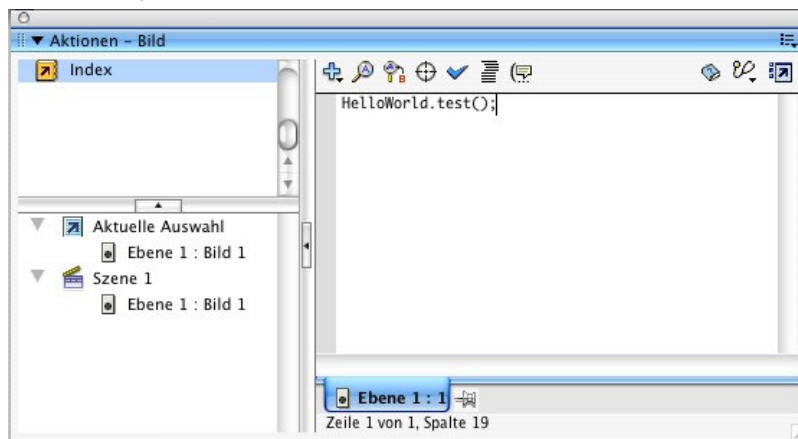 Aktionen – Bild
Index
HelloWorld.test();
Aktuelle Auswahl
Ebene 1 : Bild 1
Szene 1
Ebene 1 : Bild 1
Ebene 1 : 1
Zeile 1 von 1, Spalte 19